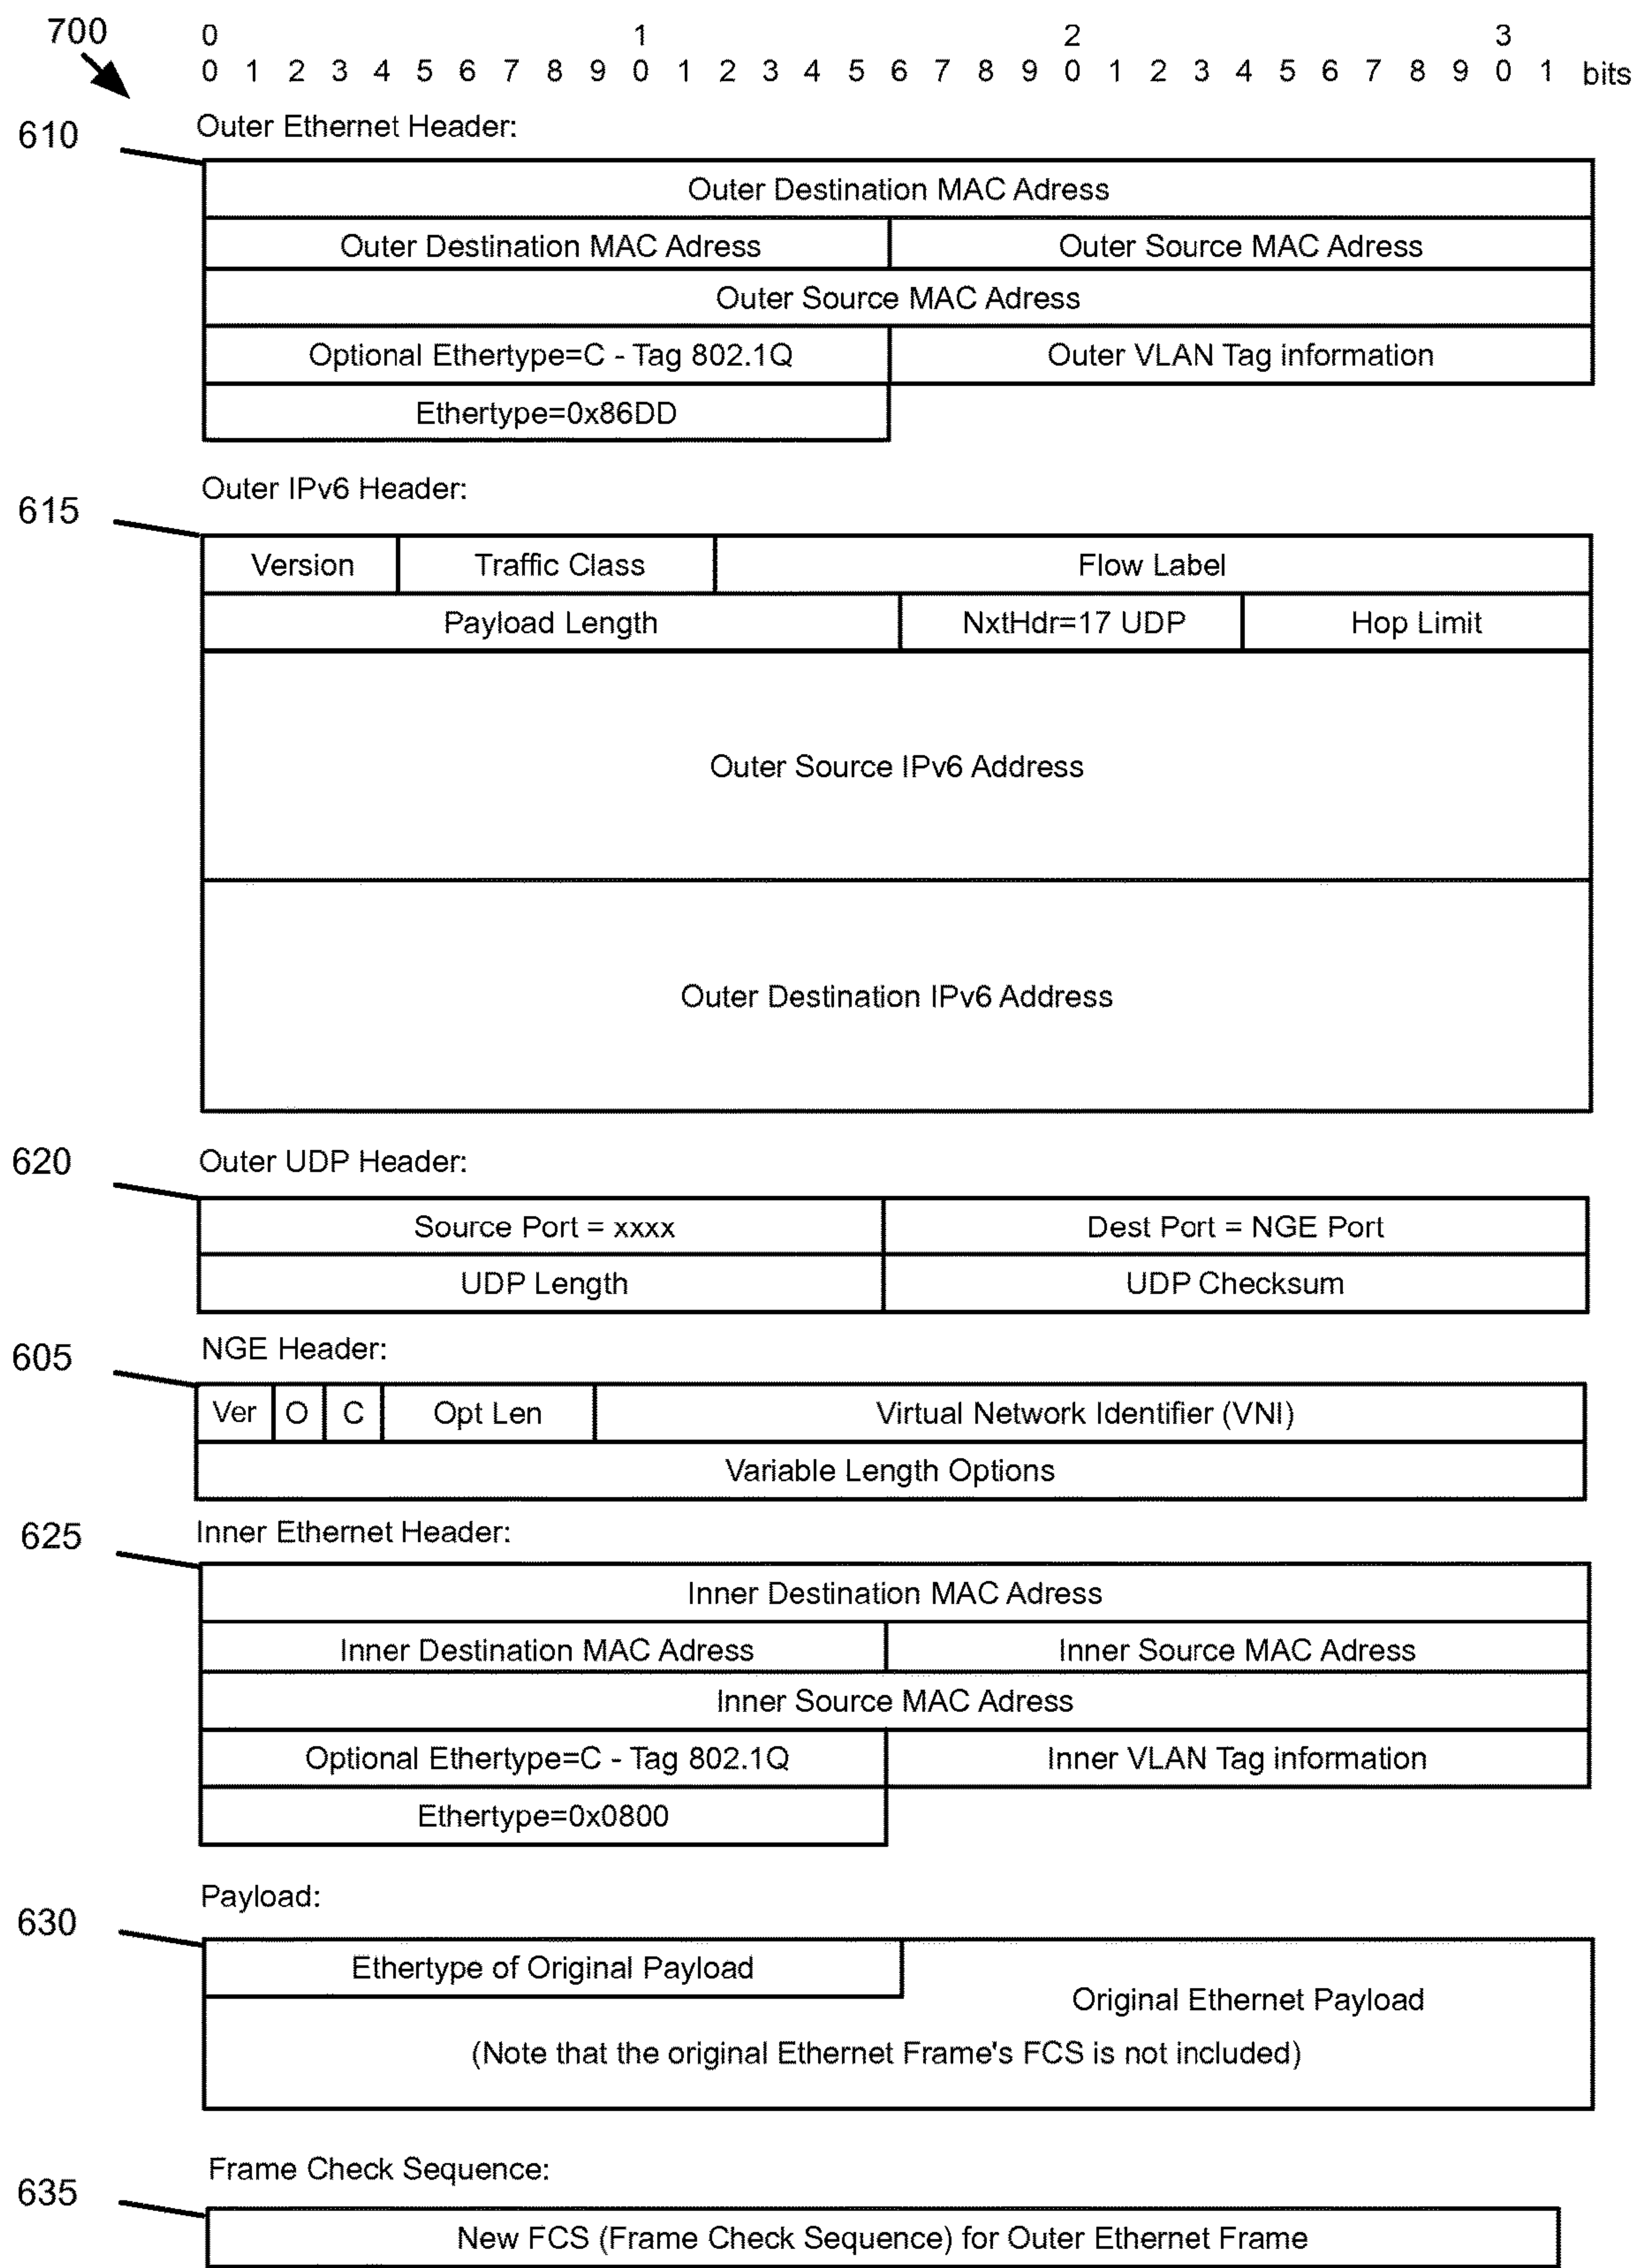 700
0 1 2 3
0 1 2 3 4 5 6 7 8 9 0 1 2 3 4 5 6 7 8 9 0 1 2 3 4 5 6 7 8 9 0 1 bits
610
Outer Ethernet Header:
Outer Destination MAC Adress
Outer Destination MAC Adress Outer Source MAC Adress
Outer Source MAC Adress
Optional Ethertype=C - Tag 802.1Q Outer VLAN Tag information
Ethertype=0x86DD
615
Outer IPv6 Header:
Version Traffic Class Flow Label
Payload Length NxtHdr=17 UDP Hop Limit
Outer Source IPv6 Address
Outer Destination IPv6 Address
620
Outer UDP Header:
Source Port = xxxx Dest Port = NGE Port
UDP Length UDP Checksum
605
NGE Header:
Ver O C Opt Len Virtual Network Identifier (VNI)
Variable Length Options
625
Inner Ethernet Header:
Inner Destination MAC Adress
Inner Destination MAC Adress Inner Source MAC Adress
Inner Source MAC Adress
Optional Ethertype=C - Tag 802.1Q Inner VLAN Tag information
Ethertype=0x0800
630
Payload:
Ethertype of Original Payload
Original Ethernet Payload
(Note that the original Ethernet Frame's FCS is not included)
635
Frame Check Sequence:
New FCS (Frame Check Sequence) for Outer Ethernet Frame